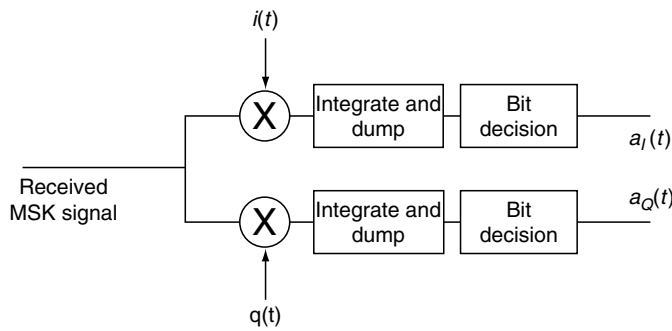 i(t)
X
Integrate and
dump
Bit
decision
a_I(t)
Received
MSK signal
X
Integrate and
dump
Bit
decision
a_Q(t)
q(t)